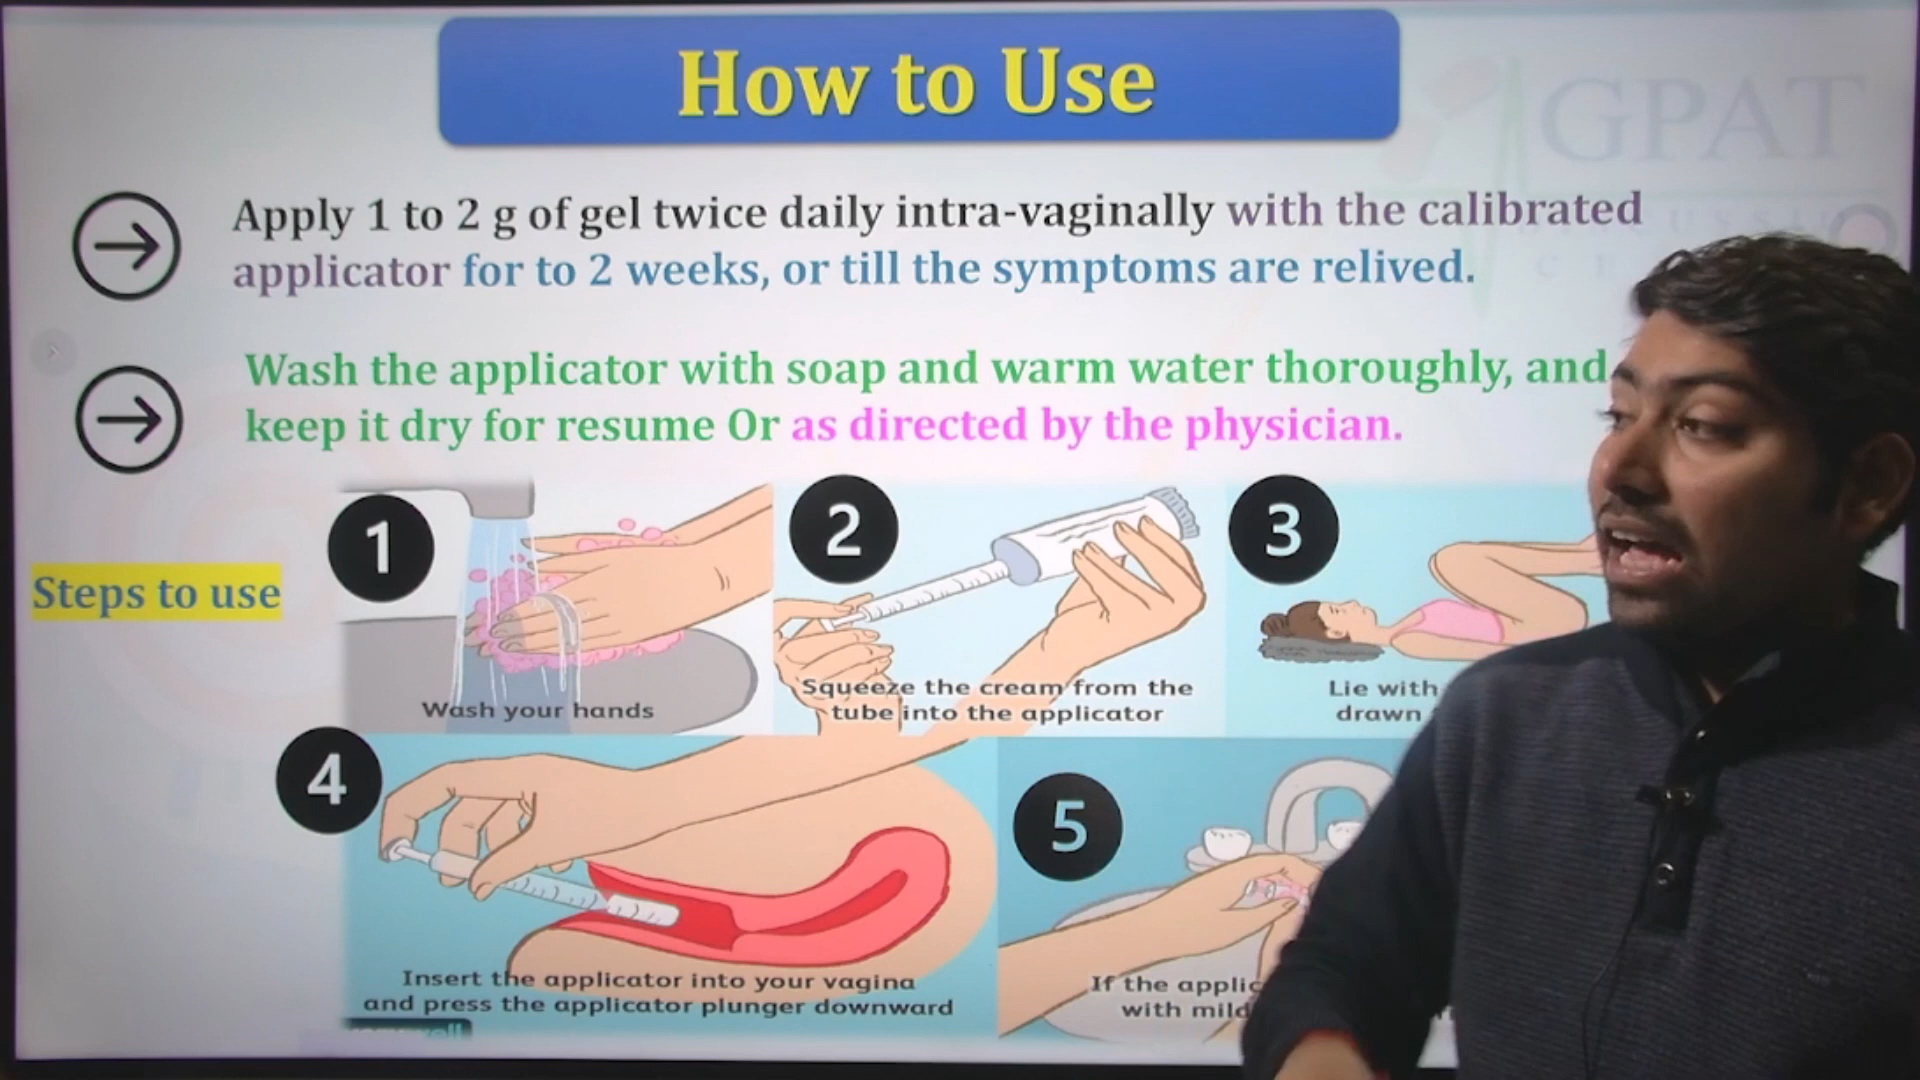 How to Use
GPAT
Apply 1 to 2 g of gel twice daily intra-vaginally with the calibrated
applicator for to 2 weeks, or till the symptoms are relived.
Wash the applicator with soap and warm water thoroughly, and
keep it dry for resume Or as directed by the physician.
Steps to use
1
Wash your hands
2
Squeeze the cream from the
tube into the applicator
3
Lie with
drawn
4
Insert the applicator into your vagina
and press the applicator plunger downward
5
If the applic
with mild